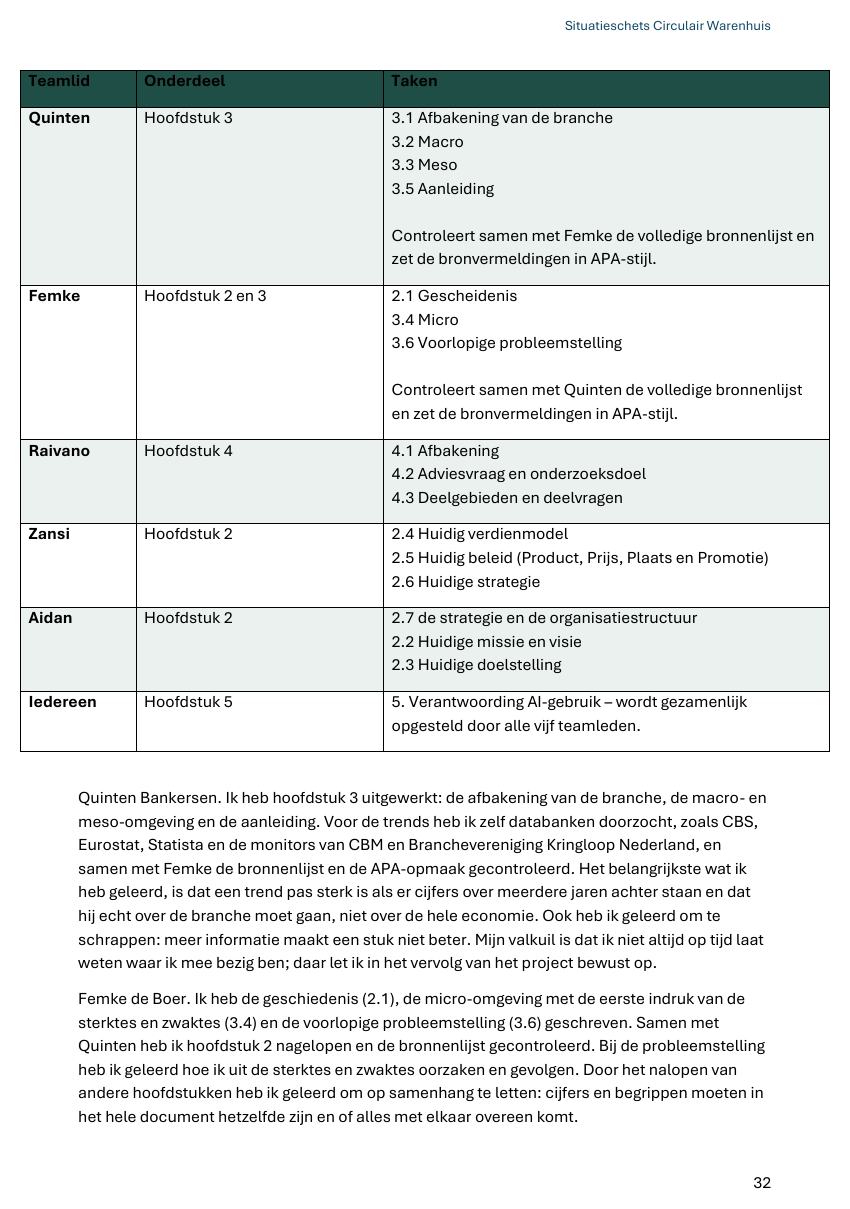 Situatieschets Circulair Warenhuis
Teamlid Onderdeel Taken
Quinten Hoofdstuk 3 3.1 Afbakening van de branche
3.2 Macro
3.3 Meso
3.5 Aanleiding
Controleert samen met Femke de volledige bronnenlijst en
zet de bronvermeldingen in APA-stijl.
Femke Hoofdstuk 2 en 3 2.1 Gescheidenis
3.4 Micro
3.6 Voorlopige probleemstelling
Controleert samen met Quinten de volledige bronnenlijst
en zet de bronvermeldingen in APA-stijl.
Raivano Hoofdstuk 4 4.1 Afbakening
4.2 Adviesvraag en onderzoeksdoel
4.3 Deelgebieden en deelvragen
Zansi Hoofdstuk 2 2.4 Huidig verdienmodel
2.5 Huidig beleid (Product, Prijs, Plaats en Promotie)
2.6 Huidige strategie
Aidan Hoofdstuk 2 2.7 de strategie en de organisatiestructuur
2.2 Huidige missie en visie
2.3 Huidige doelstelling
Iedereen Hoofdstuk 5 5. Verantwoording AI-gebruik – wordt gezamenlijk
opgesteld door alle vijf teamleden.
Quinten Bankersen. Ik heb hoofdstuk 3 uitgewerkt: de afbakening van de branche, de macro- en
meso-omgeving en de aanleiding. Voor de trends heb ik zelf databanken doorzocht, zoals CBS,
Eurostat, Statista en de monitors van CBM en Branchevereniging Kringloop Nederland, en
samen met Femke de bronnenlijst en de APA-opmaak gecontroleerd. Het belangrijkste wat ik
heb geleerd, is dat een trend pas sterk is als er cijfers over meerdere jaren achter staan en dat
hij echt over de branche moet gaan, niet over de hele economie. Ook heb ik geleerd om te
schrappen: meer informatie maakt een stuk niet beter. Mijn valkuil is dat ik niet altijd op tijd laat
weten waar ik mee bezig ben; daar let ik in het vervolg van het project bewust op.
Femke de Boer. Ik heb de geschiedenis (2.1), de micro-omgeving met de eerste indruk van de
sterktes en zwaktes (3.4) en de voorlopige probleemstelling (3.6) geschreven. Samen met
Quinten heb ik hoofdstuk 2 nagelopen en de bronnenlijst gecontroleerd. Bij de probleemstelling
heb ik geleerd hoe ik uit de sterktes en zwaktes oorzaken en gevolgen. Door het nalopen van
andere hoofdstukken heb ik geleerd om op samenhang te letten: cijfers en begrippen moeten in
het hele document hetzelfde zijn en of alles met elkaar overeen komt.
32